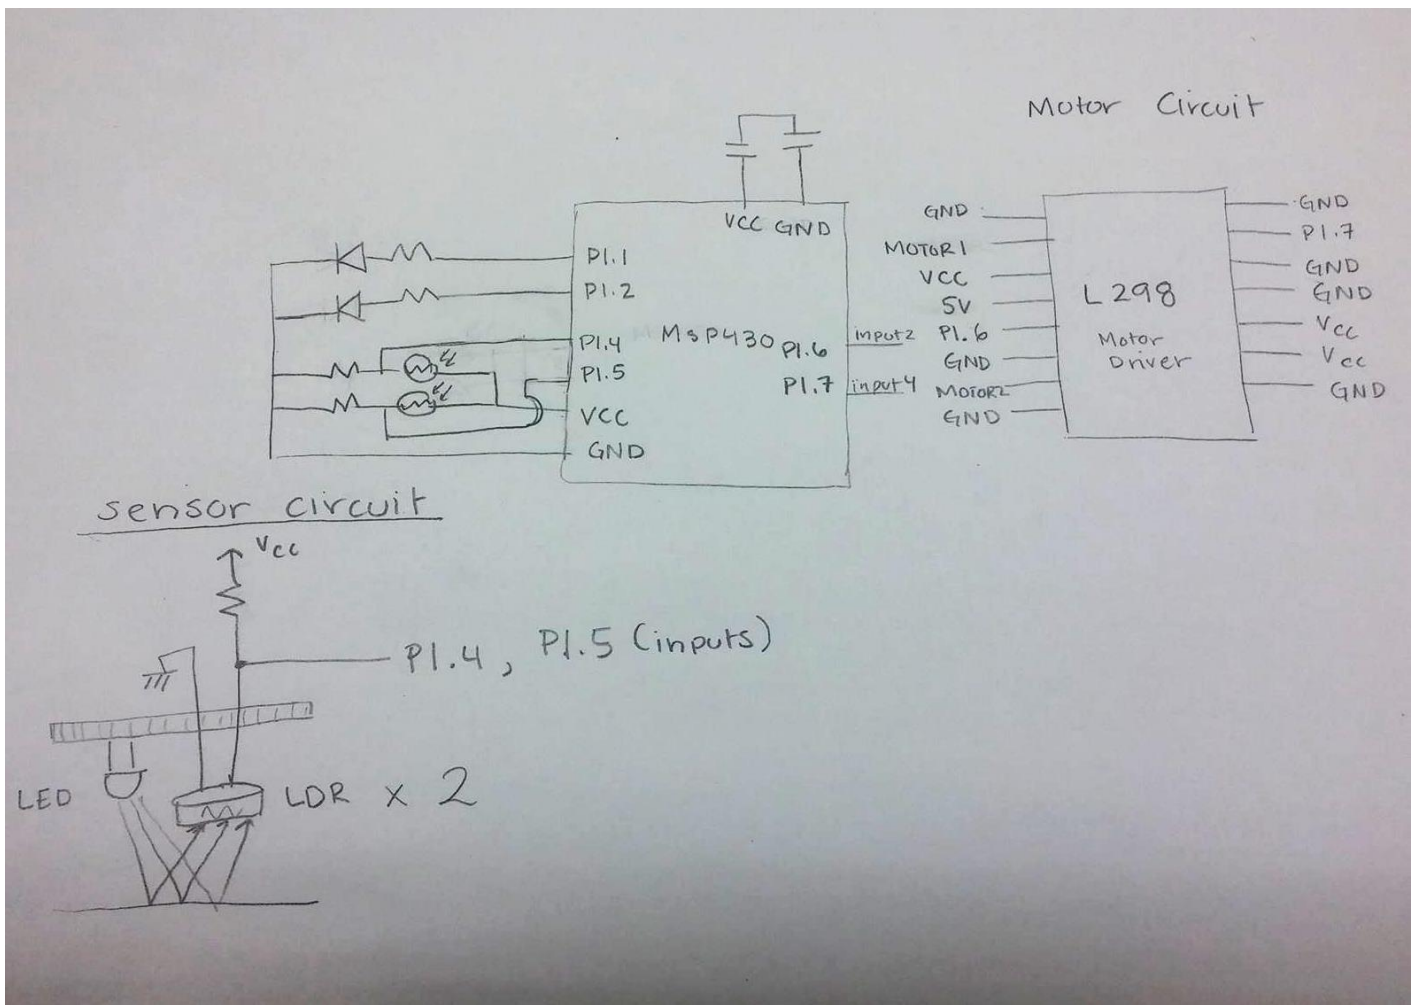 Motor Circuit
VCC GND
P1.1
P1.2
P1.4
P1.5
VCC
GND
MSP430
P1.6
P1.7
input2
input4
GND
MOTOR1
VCC
5V
P1.6
GND
MOTOR2
GND
L298
Motor
Driver
GND
P1.7
GND
GND
Vcc
Vcc
GND
sensor circuit
Vcc
P1.4, P1.5 (inputs)
LED
LDR x 2